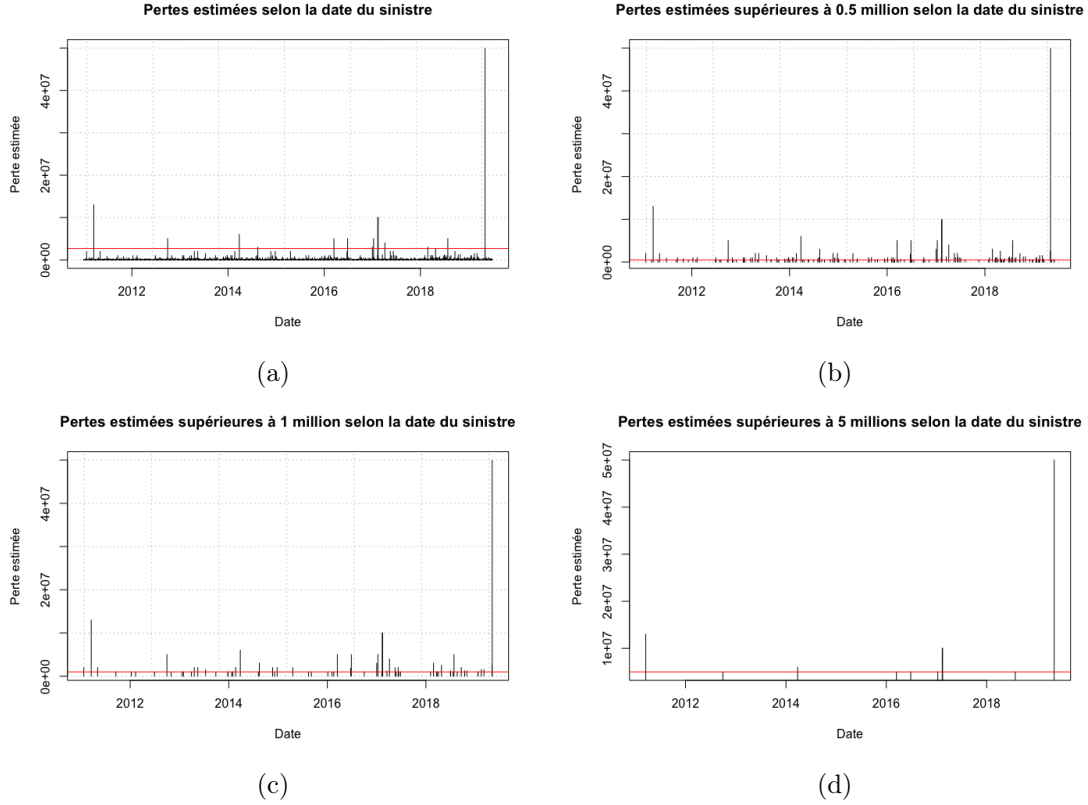 Pertes estimées selon la date du sinistre
Perte estimée
0e+00
2e+07
4e+07
2012 2014 2016 2018
Date
(a)
Pertes estimées supérieures à 0.5 million selon la date du sinistre
Perte estimée
0e+00
2e+07
4e+07
2012 2014 2016 2018
Date
(b)
Pertes estimées supérieures à 1 million selon la date du sinistre
Perte estimée
0e+00
2e+07
4e+07
2012 2014 2016 2018
Date
(c)
Pertes estimées supérieures à 5 millions selon la date du sinistre
Perte estimée
1e+07
2e+07
3e+07
4e+07
5e+07
2012 2014 2016 2018
Date
(d)